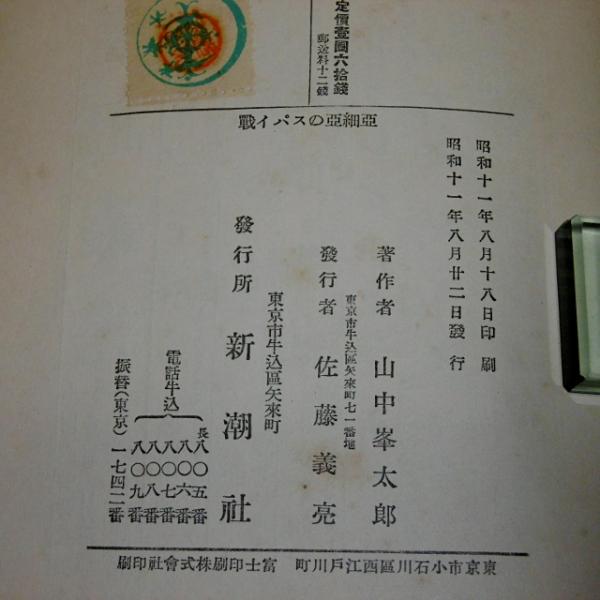 定價壹圓六拾錢
郵送料十二錢
亞細亞のスパイ戰
昭和十一年八月十八日印刷
昭和十一年八月廿二日發行
著作者 山中峯太郎
東京市牛込區矢來町七一番地
發行者 佐藤義亮
東京市牛込區矢來町
發行所 新潮社
電話牛込
長八〇五番
八〇六番
八〇七番
八〇八番
八〇九番
振替(東京)一七四二番
東京市小石川區西江戶川町 富士印刷株式會社印刷